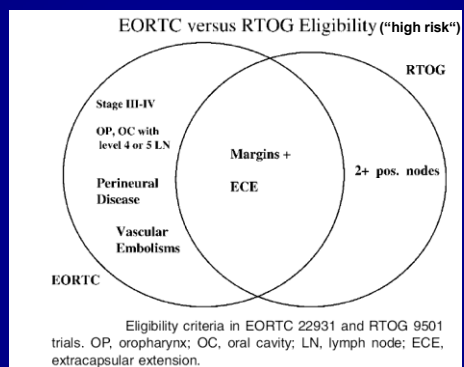 EORTC versus RTOG Eligibility ("high risk“)
RTOG
Stage III-IV
OP, OC with
level 4 or 5 LN
Perineural
Disease
Vascular
Embolisms
EORTC
Margins +
ECE
2+ pos. nodes
Eligibility criteria in EORTC 22931 and RTOG 9501
trials. OP, oropharynx; OC, oral cavity; LN, lymph node; ECE,
extracapsular extension.